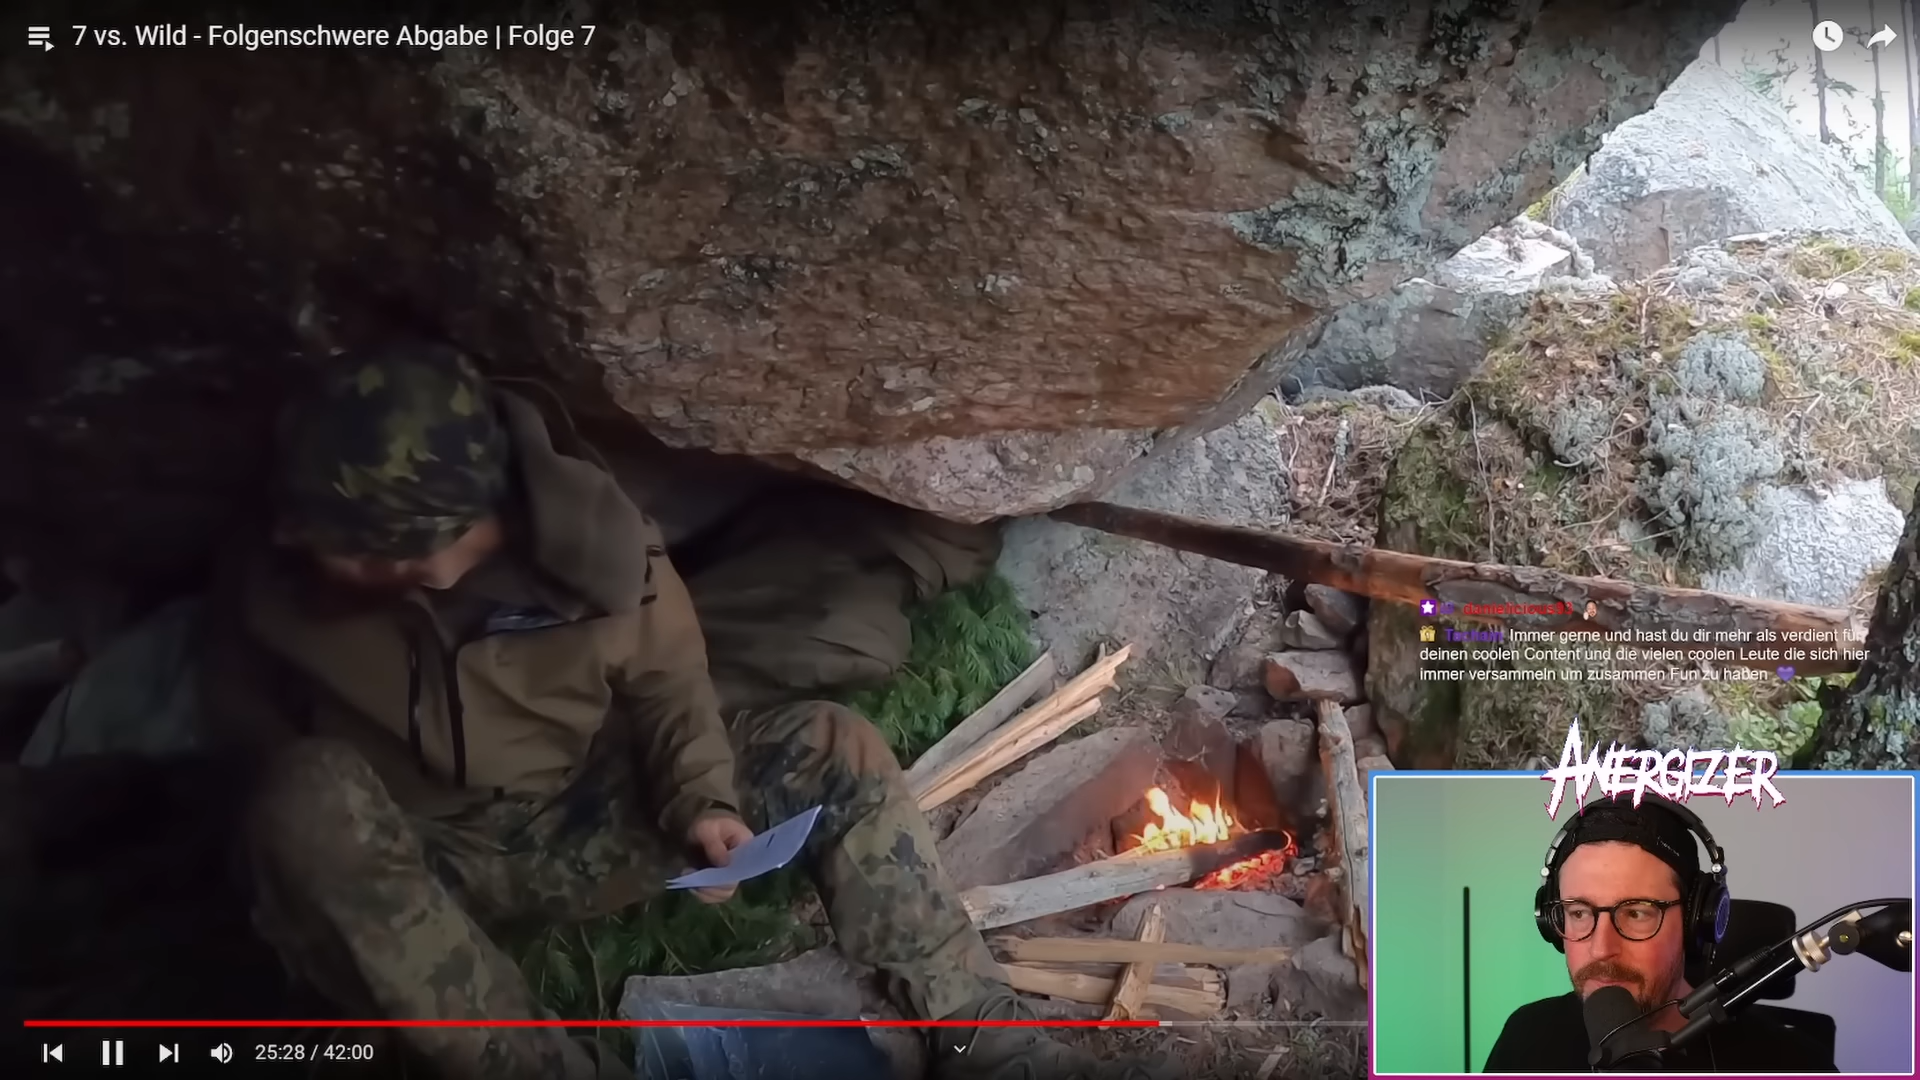 7 vs. Wild - Folgenschwere Abgabe | Folge 7
Immer gerne und hast du dir mehr als verdient für
deinen coolen Content und die vielen coolen Leute die sich hier
immer versammeln um zusammen Fun zu haben
ANERGIZER
25:28 / 42:00